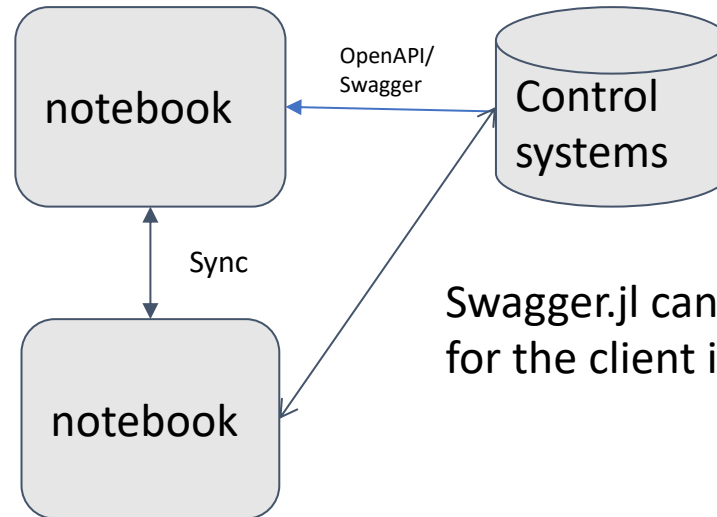 OpenAPI/
Swagger
notebook
Control
systems
Sync
Swagger.jl can
for the client i
notebook